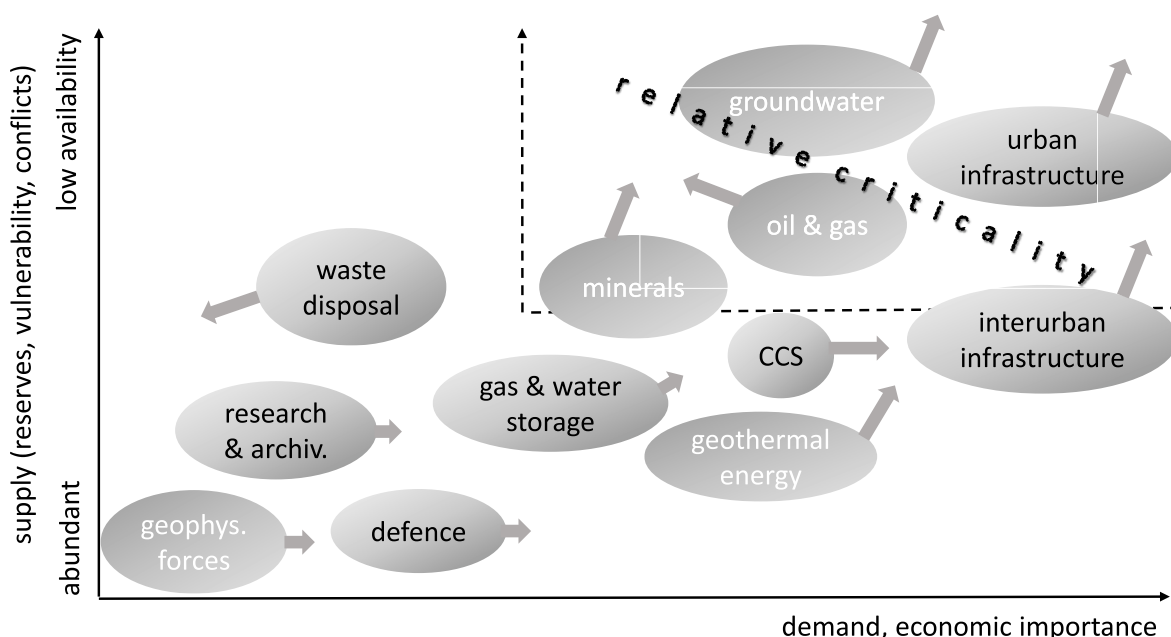 supply (reserves, vulnerability, conflicts)
low availability
abundant
relative criticality
groundwater
urban
infrastructure
oil & gas
minerals
waste
disposal
interurban
infrastructure
CCS
gas & water
storage
research
& archiv.
geothermal
energy
geophys.
forces
defence
demand, economic importance